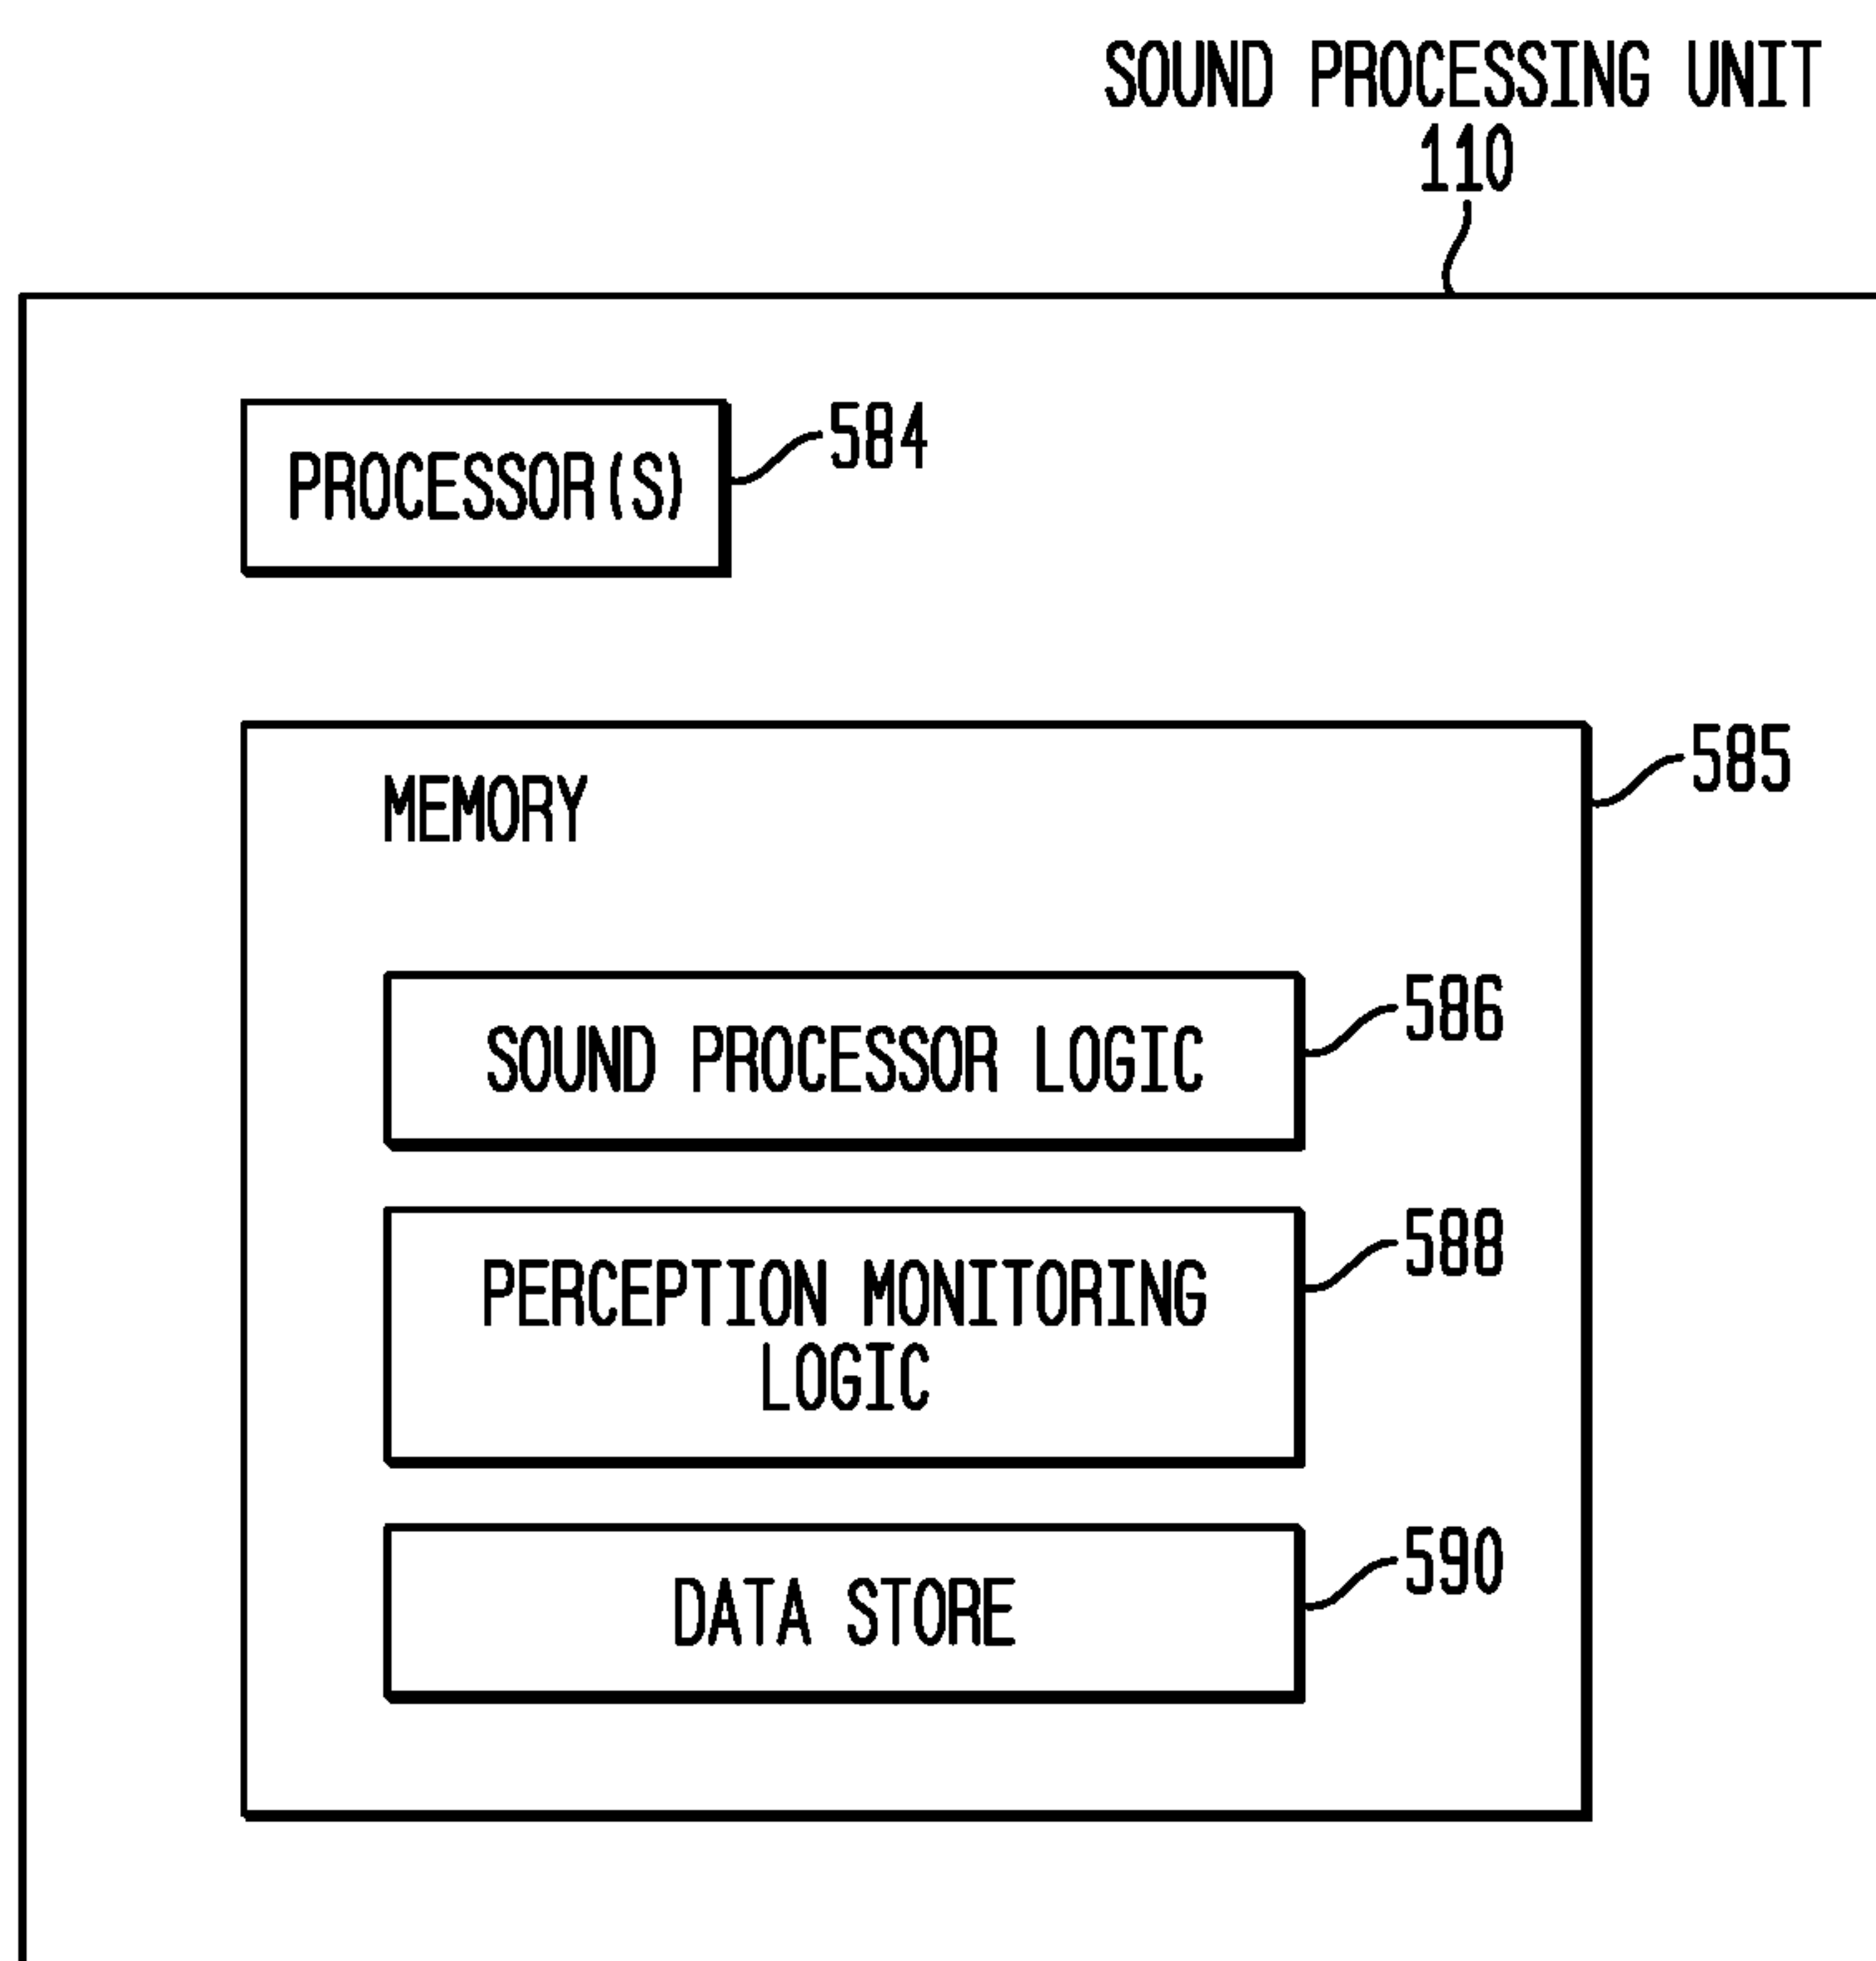 SOUND PROCESSING UNIT
110
PROCESSOR(S)
584
MEMORY
585
SOUND PROCESSOR LOGIC
586
PERCEPTION MONITORING
LOGIC
588
DATA STORE
590